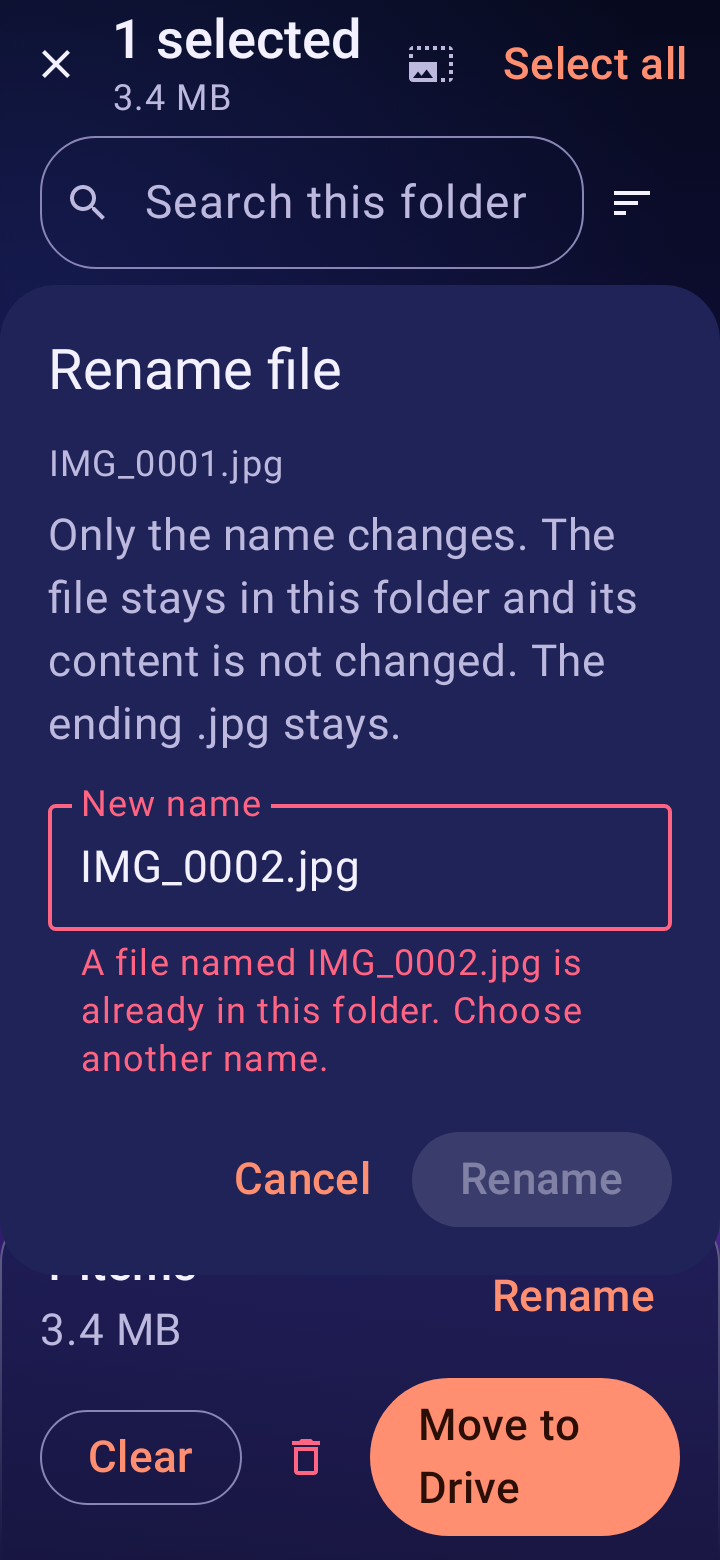 1 selected
3.4 MB
Select all
Search this folder
Rename file
IMG_0001.jpg
Only the name changes. The
file stays in this folder and its
content is not changed. The
ending .jpg stays.
New name
IMG_0002.jpg
A file named IMG_0002.jpg is
already in this folder. Choose
another name.
Cancel
Rename
items
Rename
3.4 MB
Clear
Move to
Drive